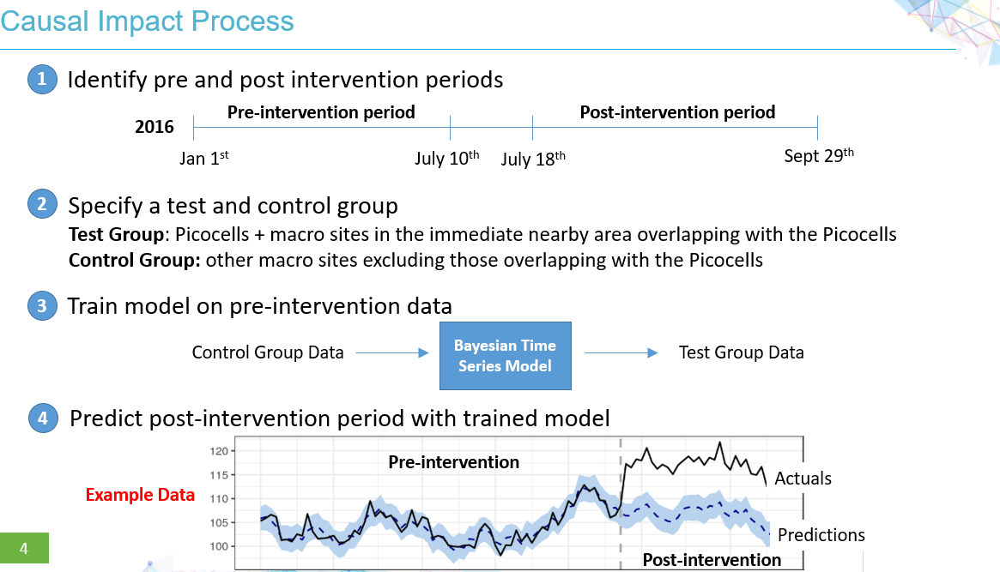 Causal Impact Process
1 Identify pre and post intervention periods
Pre-intervention period Post-intervention period
2016
Jan 1st July 10th July 18th Sept 29th
2 Specify a test and control group
Test Group: Picocells + macro sites in the immediate nearby area overlapping with the Picocells
Control Group: other macro sites excluding those overlapping with the Picocells
3 Train model on pre-intervention data
Control Group Data
Bayesian Time
Series Model
Test Group Data
4 Predict post-intervention period with trained model
120
Pre-intervention
115
Actuals
Example Data
110
105
Predictions
100
4
Post-intervention